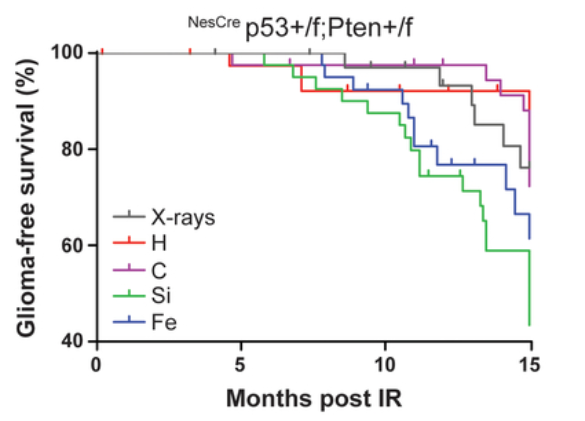 NesCre p53+/f;Pten+/f
Glioma-free survival (%)
100
80
60
40
X-rays
H
C
Si
Fe
0
5
10
15
Months post IR